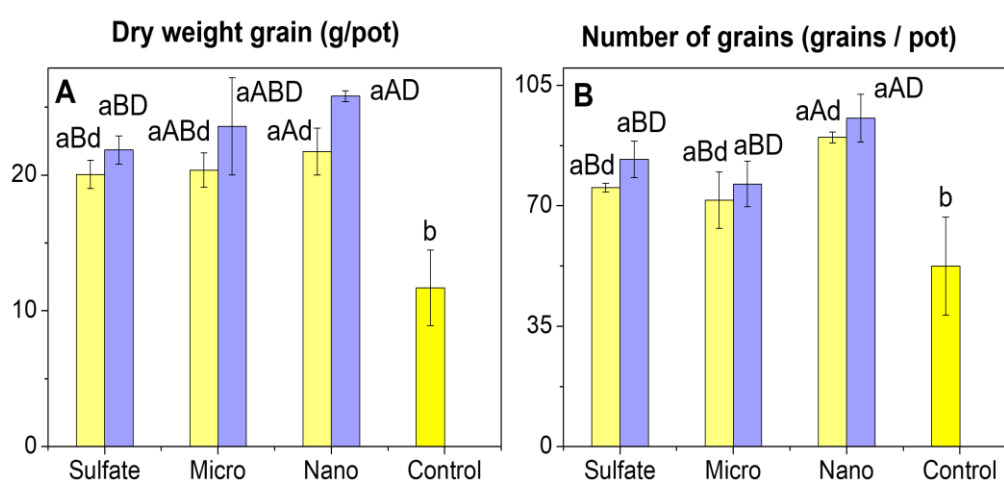 Dry weight grain (g/pot)
A
20
10
0
aBd
aBD
aABd
aABD
aAd
aAD
b
Sulfate
Micro
Nano
Control
Number of grains (grains / pot)
B
105
70
35
0
aBd
aBD
aBd
aBD
aAd
aAD
b
Sulfate
Micro
Nano
Control